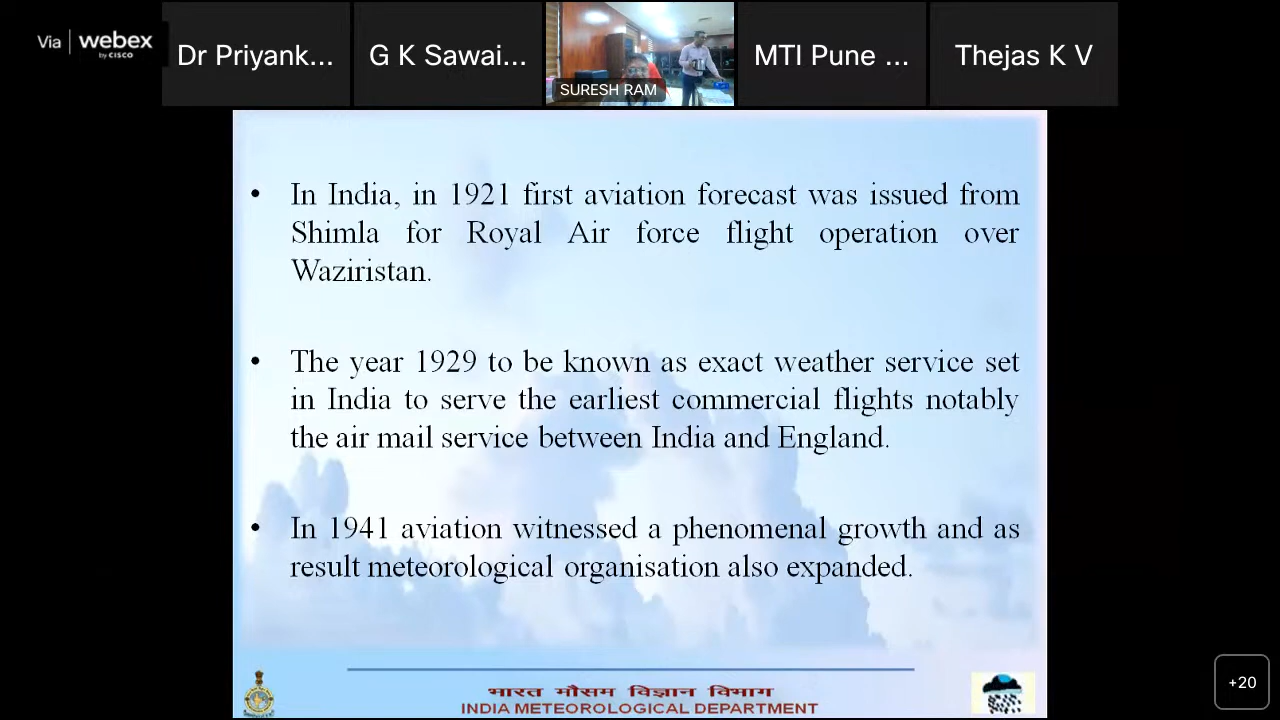 Via webex
by CISCO
Dr Priyank...
G K Sawai...
SURESH RAM
MTI Pune ...
Thejas K V
• In India, in 1921 first aviation forecast was issued from
Shimla for Royal Air force flight operation over
Waziristan.
• The year 1929 to be known as exact weather service set
in India to serve the earliest commercial flights notably
the air mail service between India and England.
• In 1941 aviation witnessed a phenomenal growth and as
result meteorological organisation also expanded.
भारत मौसम विज्ञान विभाग
INDIA METEOROLOGICAL DEPARTMENT
+20